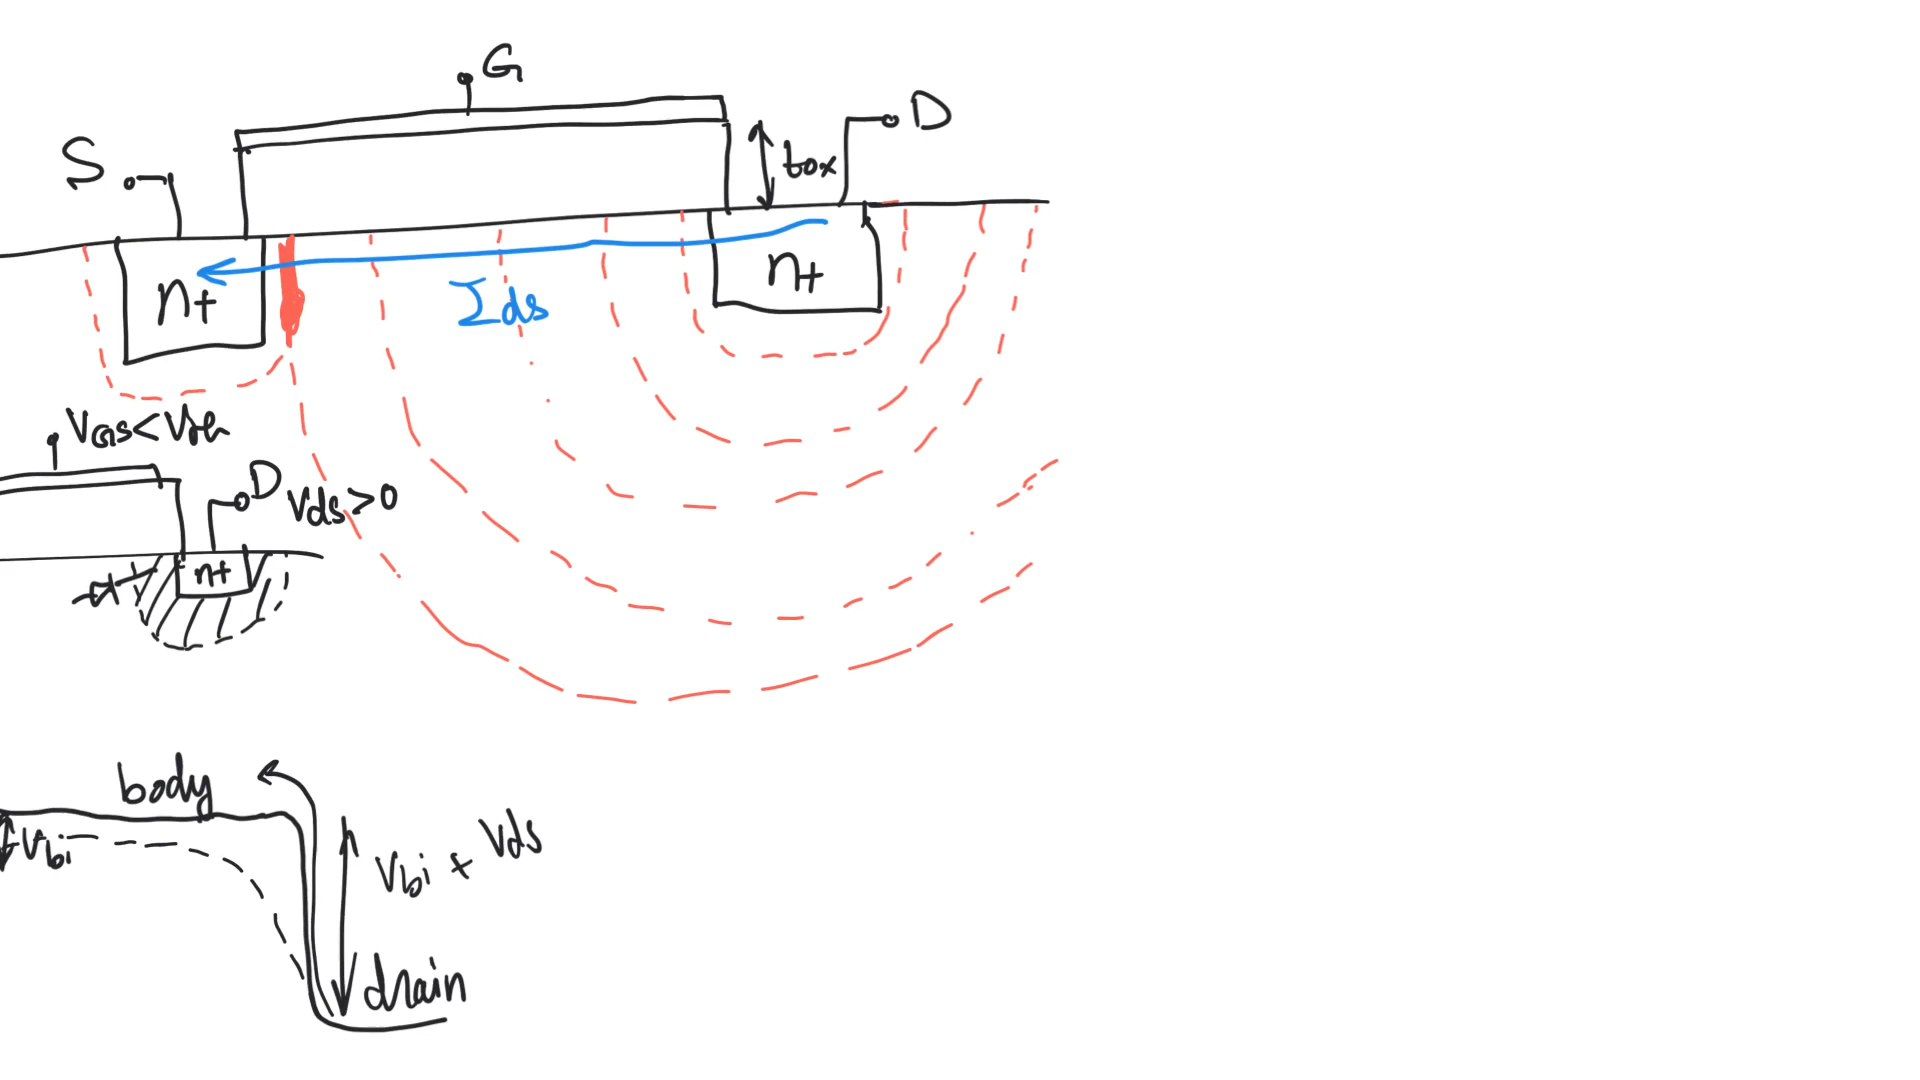 G
D
S
tox
n+
n+
Ids
VGS<Vth
D
Vds>0
n+
body
Vbi
Vbi + Vds
drain